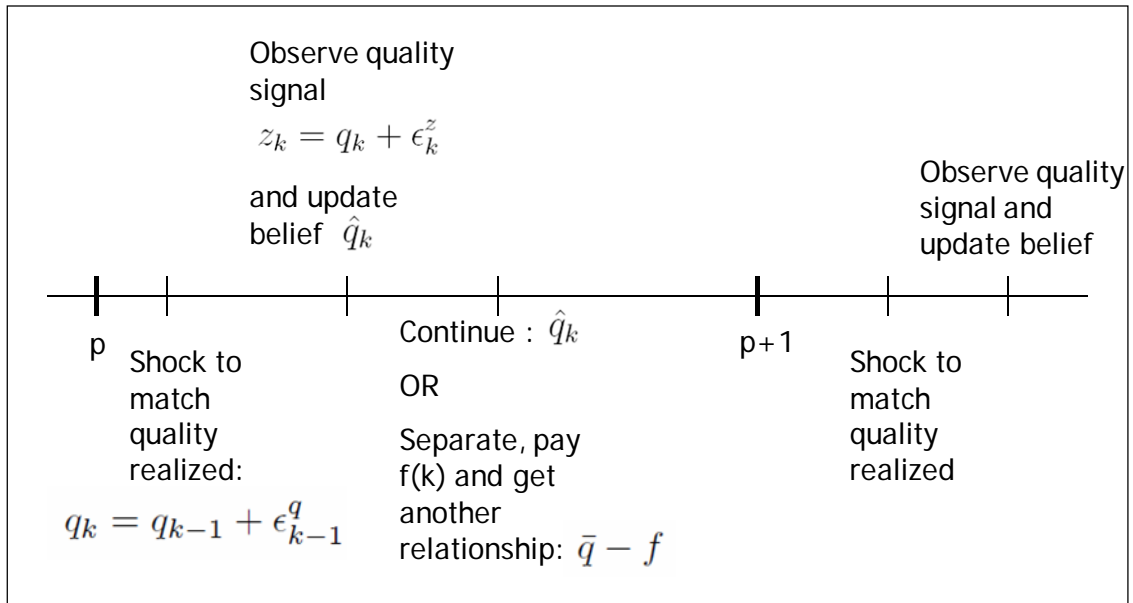 Observe quality
signal
$z_k = q_k + \epsilon_k^z$
and update
belief $\hat{q}_k$
Observe quality
signal and
update belief
p
Shock to
match
quality
realized:
$q_k = q_{k-1} + \epsilon_{k-1}^q$
Continue : $\hat{q}_k$
OR
Separate, pay
f(k) and get
another
relationship: $\bar{q} - f$
p+1
Shock to
match
quality
realized